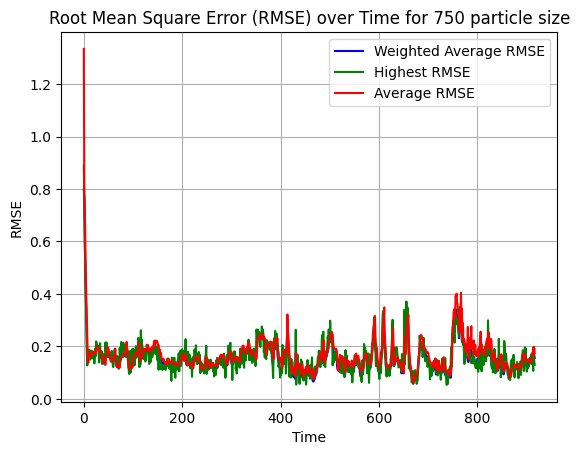 Root Mean Square Error (RMSE) over Time for 750 particle size
Weighted Average RMSE
Highest RMSE
Average RMSE
1.2
1.0
0.8
0.6
0.4
0.2
0.0
RMSE
0 200 400 600 800
Time